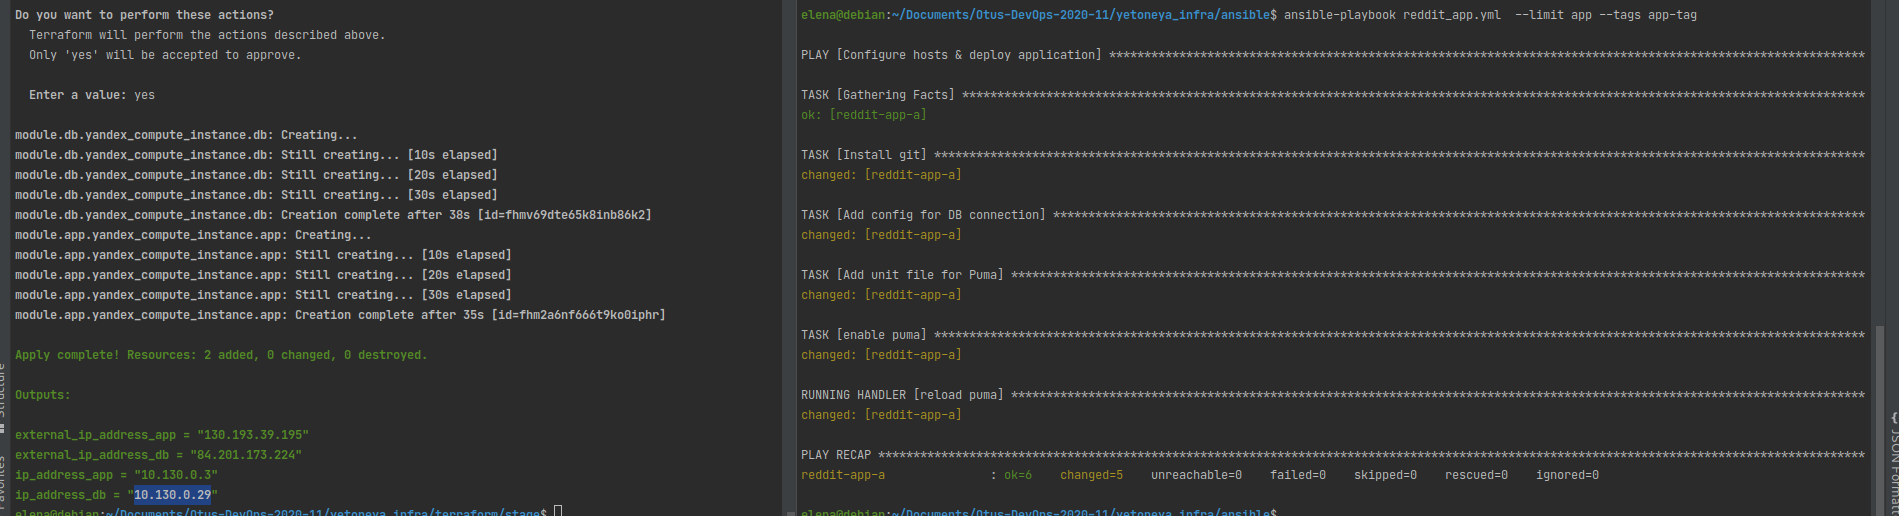 Do you want to perform these actions?
  Terraform will perform the actions described above.
  Only 'yes' will be accepted to approve.
  Enter a value: yes
module.db.yandex_compute_instance.db: Creating...
module.db.yandex_compute_instance.db: Still creating... [10s elapsed]
module.db.yandex_compute_instance.db: Still creating... [20s elapsed]
module.db.yandex_compute_instance.db: Still creating... [30s elapsed]
module.db.yandex_compute_instance.db: Creation complete after 38s [id=fhmv69dte65k8inb86k2]
module.app.yandex_compute_instance.app: Creating...
module.app.yandex_compute_instance.app: Still creating... [10s elapsed]
module.app.yandex_compute_instance.app: Still creating... [20s elapsed]
module.app.yandex_compute_instance.app: Still creating... [30s elapsed]
module.app.yandex_compute_instance.app: Creation complete after 35s [id=fhm2a6nf666t9ko0iphr]
Apply complete! Resources: 2 added, 0 changed, 0 destroyed.
Outputs:
external_ip_address_app = "130.193.39.195"
external_ip_address_db = "84.201.173.224"
ip_address_app = "10.130.0.3"
ip_address_db = "10.130.0.29"
elena@debian:~/Documents/Otus-DevOps-2020-11/yetoneya_infra/terraform/stage$
elena@debian:~/Documents/Otus-DevOps-2020-11/yetoneya_infra/ansible$ ansible-playbook reddit_app.yml  --limit app --tags app-tag
PLAY [Configure hosts & deploy application] ************************************************************************************************************
TASK [Gathering Facts] *********************************************************************************************************************************
ok: [reddit-app-a]
TASK [Install git] *************************************************************************************************************************************
changed: [reddit-app-a]
TASK [Add config for DB connection] ********************************************************************************************************************
changed: [reddit-app-a]
TASK [Add unit file for Puma] **************************************************************************************************************************
changed: [reddit-app-a]
TASK [enable puma] *************************************************************************************************************************************
changed: [reddit-app-a]
RUNNING HANDLER [reload puma] **************************************************************************************************************************
changed: [reddit-app-a]
PLAY RECAP *********************************************************************************************************************************************
reddit-app-a               : ok=6    changed=5    unreachable=0    failed=0    skipped=0    rescued=0    ignored=0
elena@debian:~/Documents/Otus-DevOps-2020-11/yetoneya_infra/ansible$
Structure
Favorites